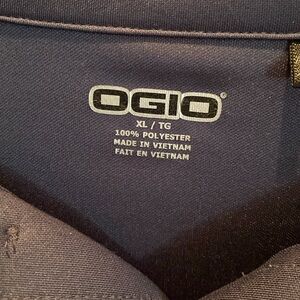 OGIO
XL / TG
100% POLYESTER
MADE IN VIETNAM
FAIT EN VIETNAM